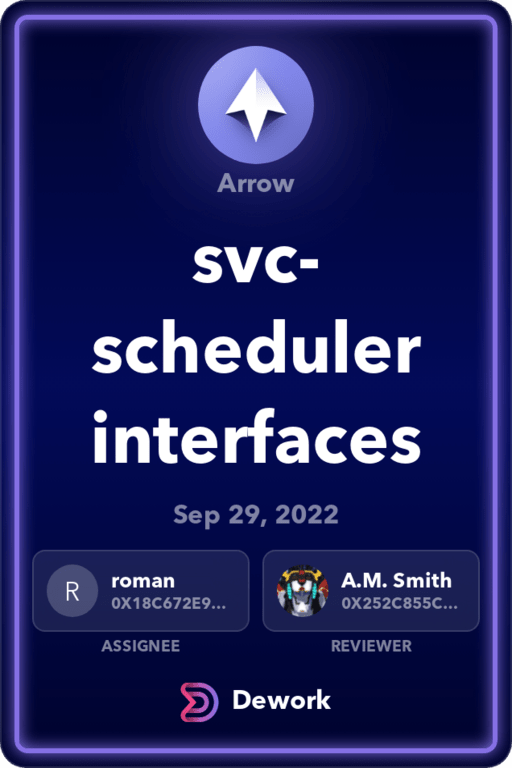 Arrow
svc-
scheduler
interfaces
Sep 29, 2022
R
roman
0X18C672E9...
ASSIGNEE
A.M. Smith
0X252C855C...
REVIEWER
Dework